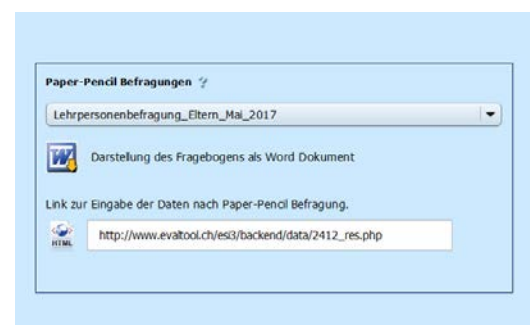 Paper-Pencil Befragungen ?
Lehrpersonenbefragung_Eltern_Mai_2017
W
Darstellung des Fragebogens als Word Dokument
Link zur Eingabe der Daten nach Paper-Pencil Befragung.
HTML
http://www.evaltool.ch/esi3/backend/data/2412_res.php